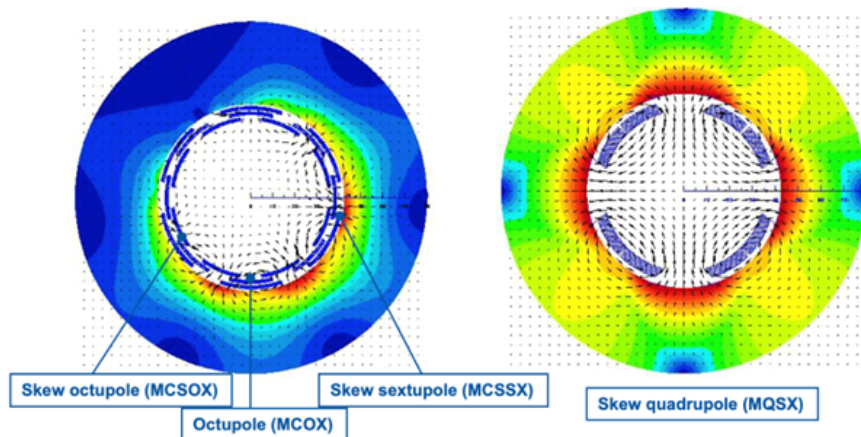 Skew octupole (MCSOX)
Octupole (MCOX)
Skew sextupole (MCSSX)
Skew quadrupole (MQSX)